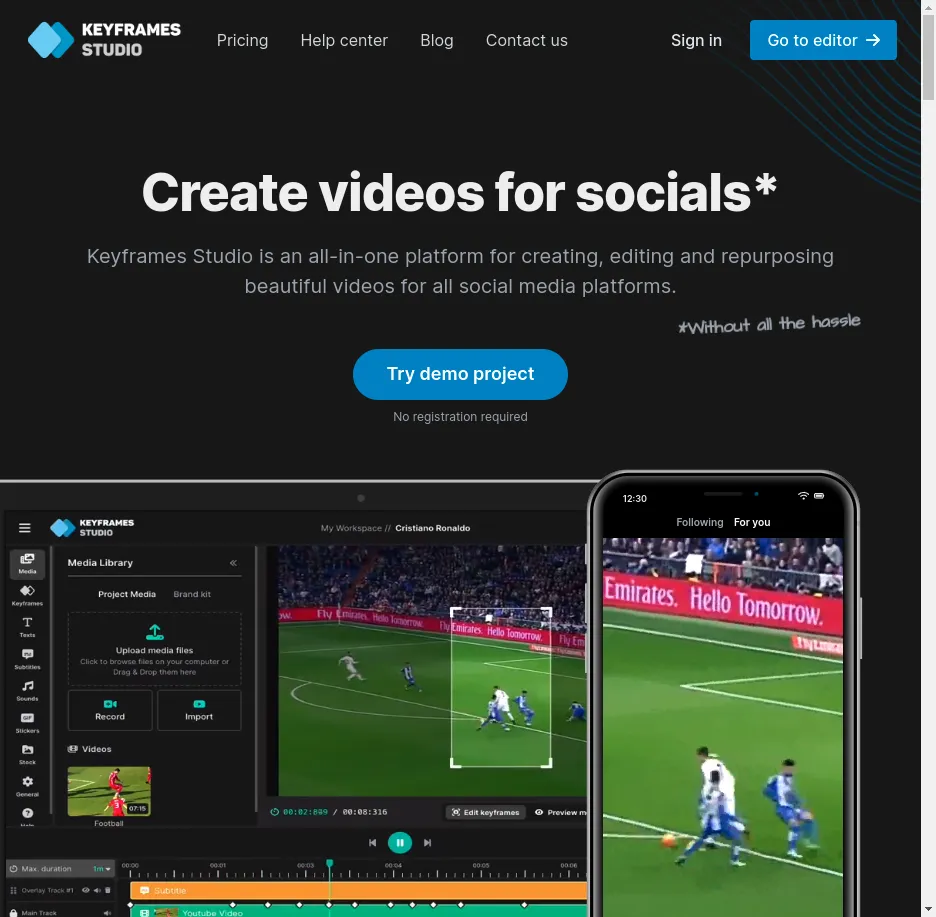 KEYFRAMES
STUDIO
Pricing
Help center
Blog
Contact us
Sign in
Go to editor
Create videos for socials*
Keyframes Studio is an all-in-one platform for creating, editing and repurposing
beautiful videos for all social media platforms.
*Without all the hassle
Try demo project
No registration required
KEYFRAMES
STUDIO
My Workspace // Cristiano Ronaldo
Media
Keyframes
Texts
Subtitles
Sounds
Stickers
Stock
General
Media Library
Project Media
Brand kit
Upload media files
Click to browse files on your computer or
Drag & Drop them here
Record
Import
Videos
07:15
Football
Fly Emirates. Hello Tomorrow.
Fly Emirates. Hello Tomorrow.
00:08:316
Edit keyframes
Preview m
12:30
Following
For you
Emirates. Hello Tomorrow.
Max. duration
1m
00:00
00:01
00:03
00:04
00:05
00:06
Overlay Track #1
Subtitle
Main Track
Youtube Video